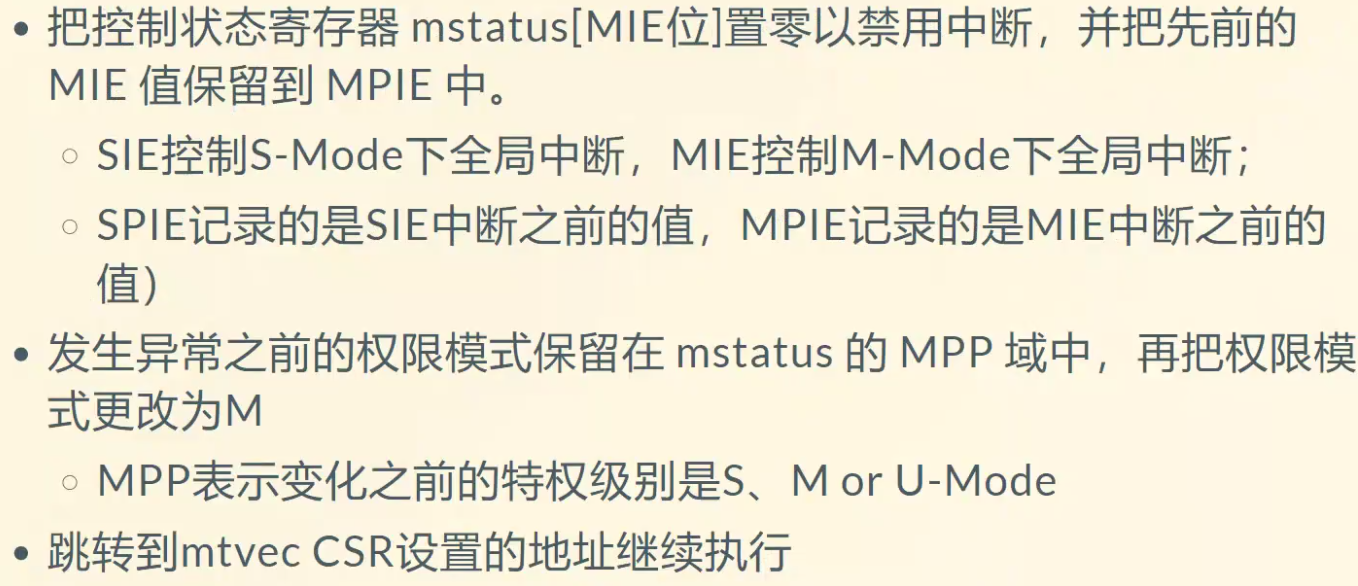 • 把控制状态寄存器 mstatus[MIE位]置零以禁用中断，并把先前的
MIE 值保留到 MPIE 中。
○ SIE控制S-Mode下全局中断，MIE控制M-Mode下全局中断；
○ SPIE记录的是SIE中断之前的值，MPIE记录的是MIE中断之前的
值）
• 发生异常之前的权限模式保留在 mstatus 的 MPP 域中，再把权限模
式更改为M
○ MPP表示变化之前的特权级别是S、M or U-Mode
• 跳转到mtvec CSR设置的地址继续执行